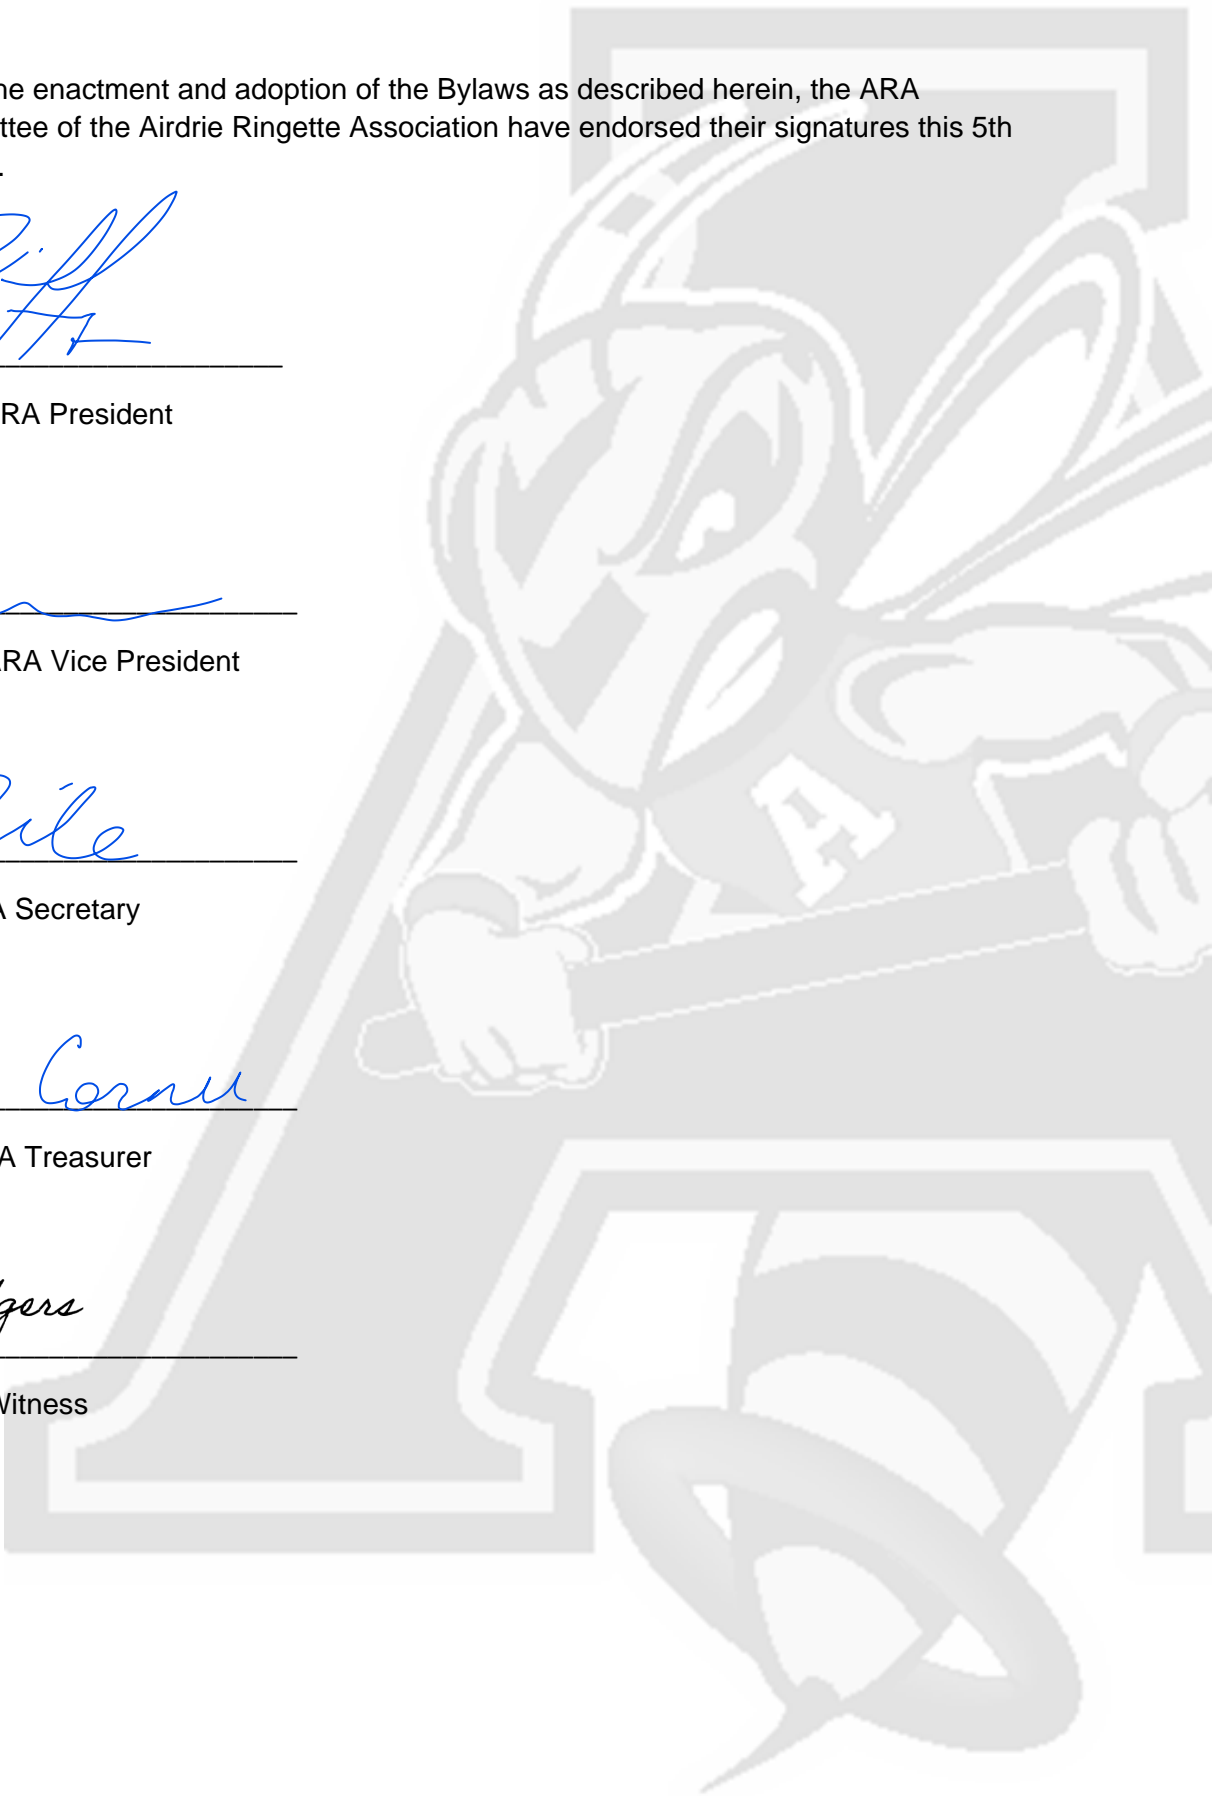 he enactment and adoption of the Bylaws as described herein, the ARA
ttee of the Airdrie Ringette Association have endorsed their signatures this 5th
.
RA President
RA Vice President
A Secretary
Cornu
A Treasurer
gers
Witness
A